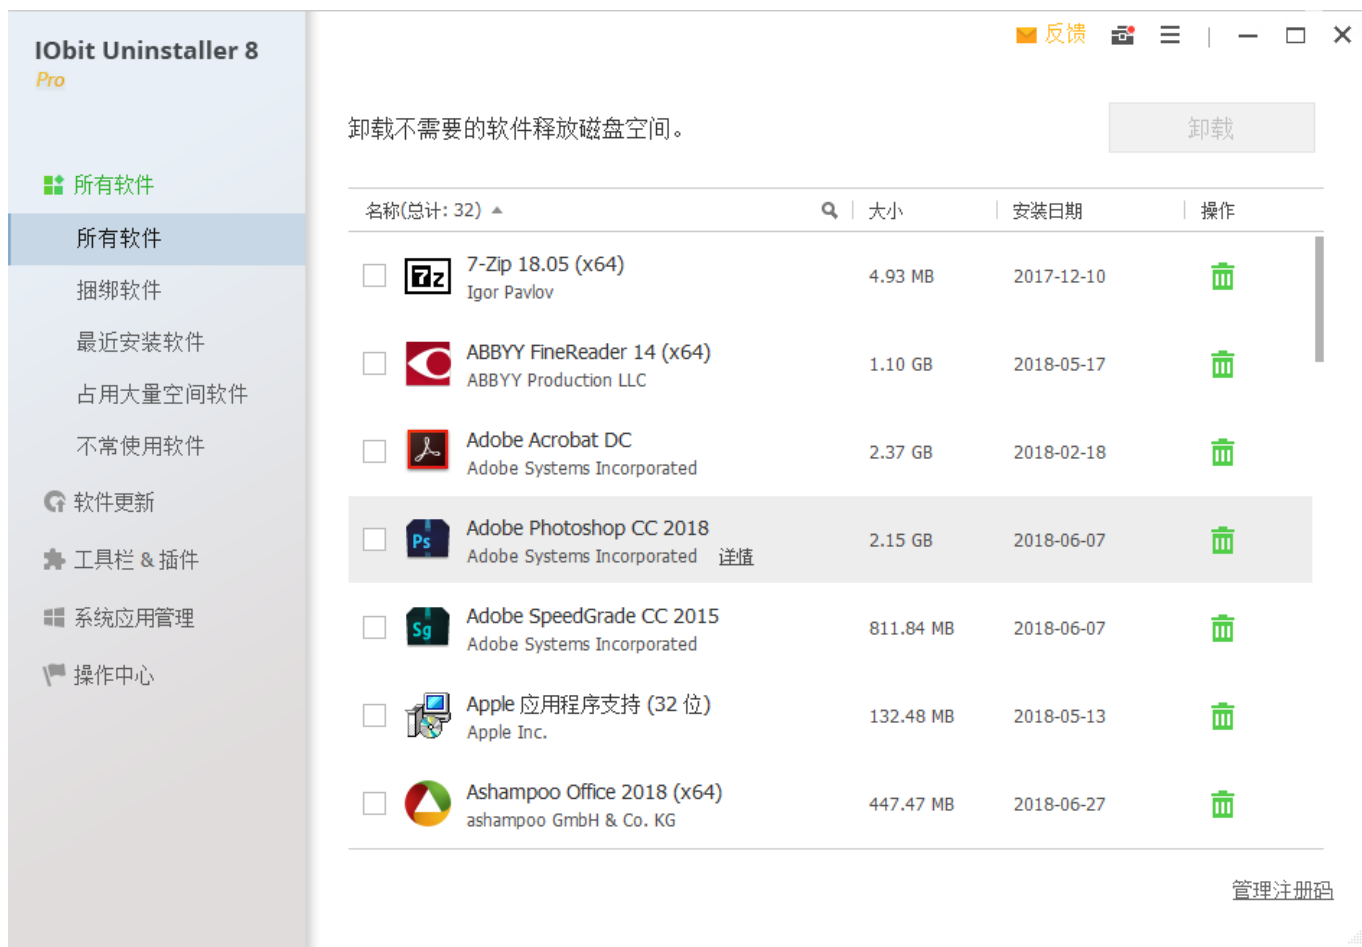 IObit Uninstaller 8
Pro
反馈
卸载不需要的软件释放磁盘空间。
卸载
所有软件
所有软件
捆绑软件
最近安装软件
占用大量空间软件
不常使用软件
软件更新
工具栏 & 插件
系统应用管理
操作中心
名称(总计: 32) 大小 安装日期 操作
7z
7-Zip 18.05 (x64)
Igor Pavlov
4.93 MB 2017-12-10
ABBYY FineReader 14 (x64)
ABBYY Production LLC
1.10 GB 2018-05-17
Adobe Acrobat DC
Adobe Systems Incorporated
2.37 GB 2018-02-18
Ps
Adobe Photoshop CC 2018
Adobe Systems Incorporated 详情
2.15 GB 2018-06-07
Sg
Adobe SpeedGrade CC 2015
Adobe Systems Incorporated
811.84 MB 2018-06-07
Apple 应用程序支持 (32 位)
Apple Inc.
132.48 MB 2018-05-13
Ashampoo Office 2018 (x64)
ashampoo GmbH & Co. KG
447.47 MB 2018-06-27
管理注册码